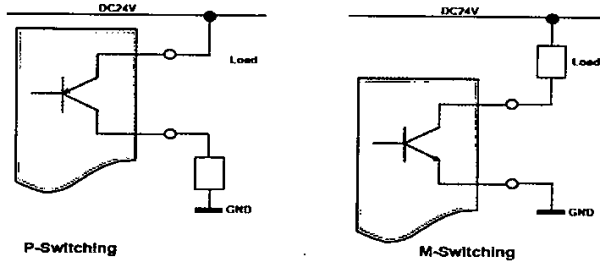 DC24V
Load
GND
P-Switching
DC24V
Load
GND
M-Switching